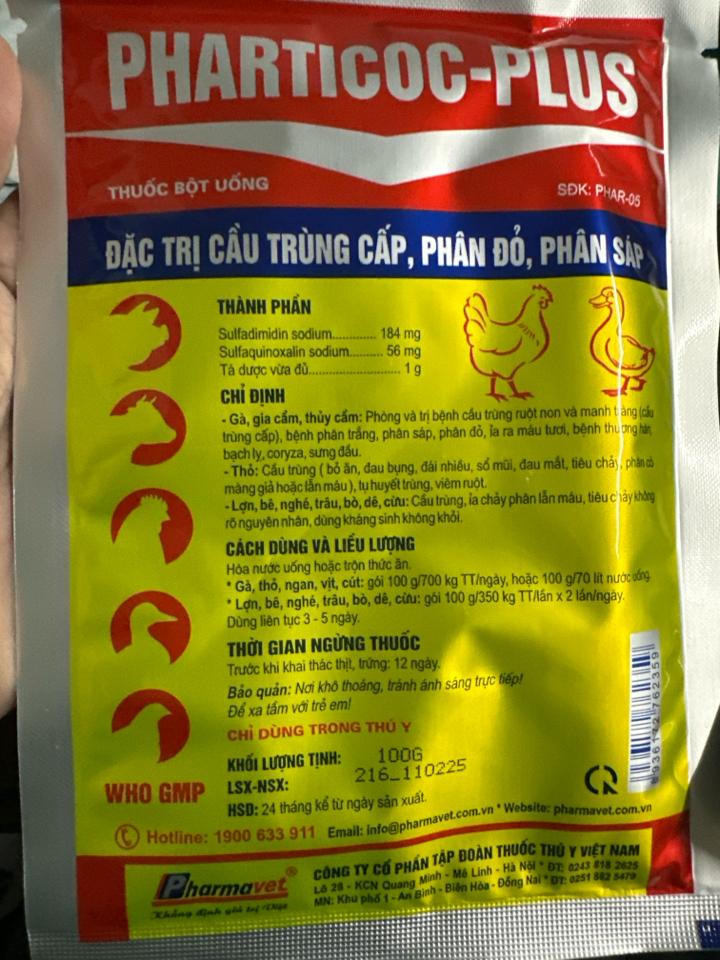 PHARTICOC-PLUS
THUỐC BỘT UỐNG
SĐK: PHAR-05
ĐẶC TRỊ CẦU TRÙNG CẤP, PHÂN ĐỎ, PHÂN SÁP
THÀNH PHẦN
Sulfadimidin sodium............ 184 mg
Sulfaquinoxalin sodium.......... 56 mg
Tá dược vừa đủ......................... 1 g
CHỈ ĐỊNH
- Gà, gia cầm, thủy cầm: Phòng và trị bệnh cầu trùng ruột non và manh tràng (cầu
trùng cấp), bệnh phân trắng, phân sáp, phân đỏ, ỉa ra máu tươi, bệnh thương hàn,
bạch lỵ, coryza, sưng đầu.
- Thỏ: Cầu trùng ( bỏ ăn, đau bụng, đái nhiều, sổ mũi, đau mắt, tiêu chảy, phân có
màng giả hoặc lẫn máu ), tụ huyết trùng, viêm ruột.
- Lợn, bê, nghé, trâu, bò, dê, cừu: Cầu trùng, ỉa chảy phân lẫn máu, tiêu chảy không
rõ nguyên nhân, dùng kháng sinh không khỏi.
CÁCH DÙNG VÀ LIỀU LƯỢNG
Hòa nước uống hoặc trộn thức ăn.
* Gà, thỏ, ngan, vịt, cút: gói 100 g/700 kg TT/ngày, hoặc 100 g/70 lít nước uống.
* Lợn, bê, nghé, trâu, bò, dê, cừu: gói 100 g/350 kg TT/lần x 2 lần/ngày.
Dùng liên tục 3 - 5 ngày.
THỜI GIAN NGỪNG THUỐC
Trước khi khai thác thịt, trứng: 12 ngày.
Bảo quản: Nơi khô thoáng, tránh ánh sáng trực tiếp!
Để xa tầm với trẻ em!
CHỈ DÙNG TRONG THÚ Y
KHỐI LƯỢNG TỊNH: 100G
LSX-NSX: 216_110225
HSD: 24 tháng kể từ ngày sản xuất.
8936172762359
WHO GMP
Hotline: 1900 633 911 Email: info@pharmavet.com.vn * Website: pharmavet.com.vn
Pharmavet®
Khẳng định giá trị Việt
CÔNG TY CỔ PHẦN TẬP ĐOÀN THUỐC THÚ Y VIỆT NAM
Lô 28 - KCN Quang Minh - Mê Linh - Hà Nội * ĐT: 0243 818 2625
MN: Khu phố 1 - An Bình - Biên Hòa - Đồng Nai * ĐT: 0251 882 5479